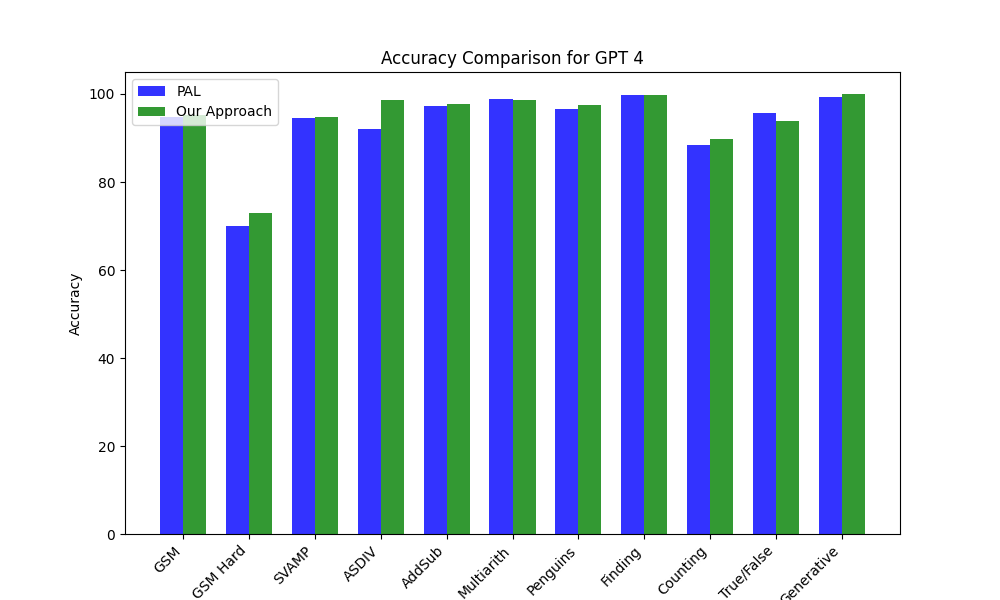 Accuracy Comparison for GPT 4
PAL
Our Approach
Accuracy
100
80
60
40
20
0
GSM
GSM Hard
SVAMP
ASDIV
AddSub
Multiarith
Penguins
Finding
Counting
True/False
Generative